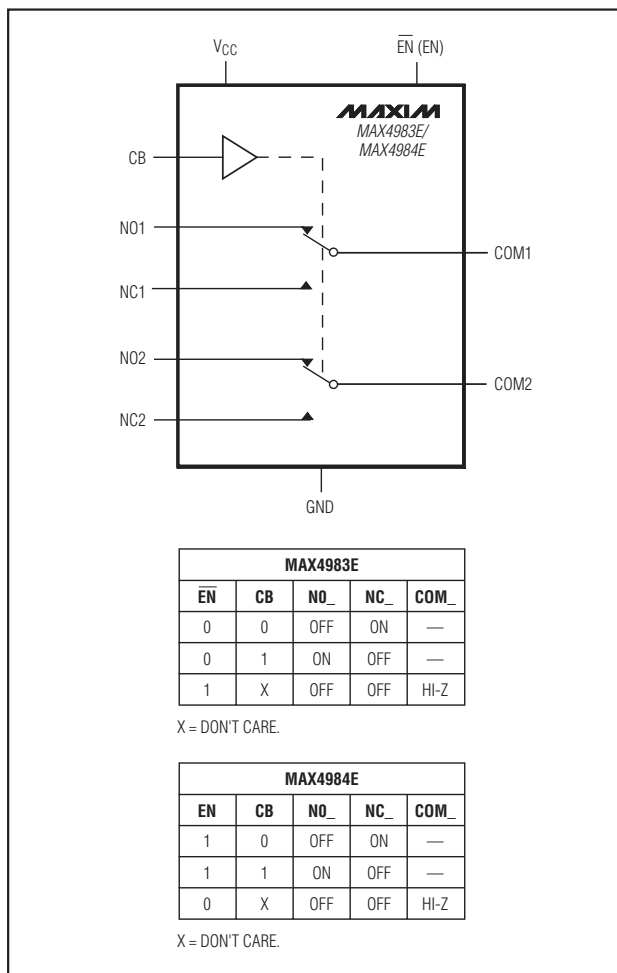 VCC
EN (EN)
MAXIM
MAX4983E/
MAX4984E
CB
NO1
COM1
NC1
NO2
COM2
NC2
GND
MAX4983E
EN CB NO_ NC_ COM_
0 0 OFF ON —
0 1 ON OFF —
1 X OFF OFF HI-Z
X = DON'T CARE.
MAX4984E
EN CB NO_ NC_ COM_
1 0 OFF ON —
1 1 ON OFF —
0 X OFF OFF HI-Z
X = DON'T CARE.